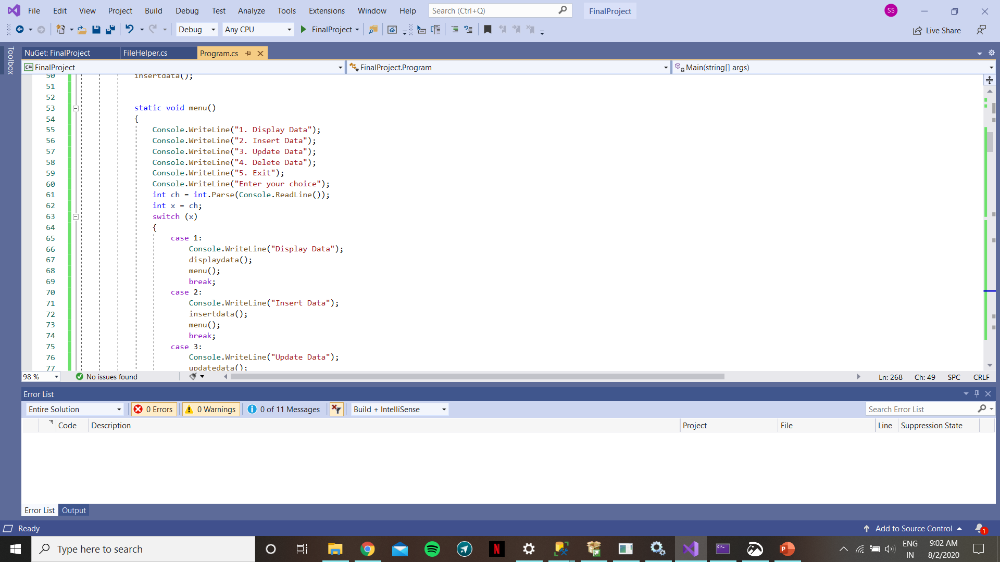 File Edit View Project Build Debug Test Analyze Tools Extensions Window Help Search (Ctrl+Q) FinalProject SS
Debug Any CPU FinalProject Live Share
Toolbox
NuGet: FinalProject FileHelper.cs Program.cs
C# FinalProject FinalProject.Program Main(string[] args)
50 insertdata();
51
52
53 static void menu()
54 {
55 Console.WriteLine("1. Display Data");
56 Console.WriteLine("2. Insert Data");
57 Console.WriteLine("3. Update Data");
58 Console.WriteLine("4. Delete Data");
59 Console.WriteLine("5. Exit");
60 Console.WriteLine("Enter your choice");
61 int ch = int.Parse(Console.ReadLine());
62 int x = ch;
63 switch (x)
64 {
65 case 1:
66 Console.WriteLine("Display Data");
67 displaydata();
68 menu();
69 break;
70 case 2:
71 Console.WriteLine("Insert Data");
72 insertdata();
73 menu();
74 break;
75 case 3:
76 Console.WriteLine("Update Data");
77 updatedata();
98 % No issues found Ln: 268 Ch: 49 SPC CRLF
Error List
Entire Solution 0 Errors 0 Warnings 0 of 11 Messages Build + IntelliSense Search Error List
Code Description Project File Line Suppression State
Error List Output
Ready Add to Source Control 1
Type here to search ENG 9:02 AM
IN 8/2/2020